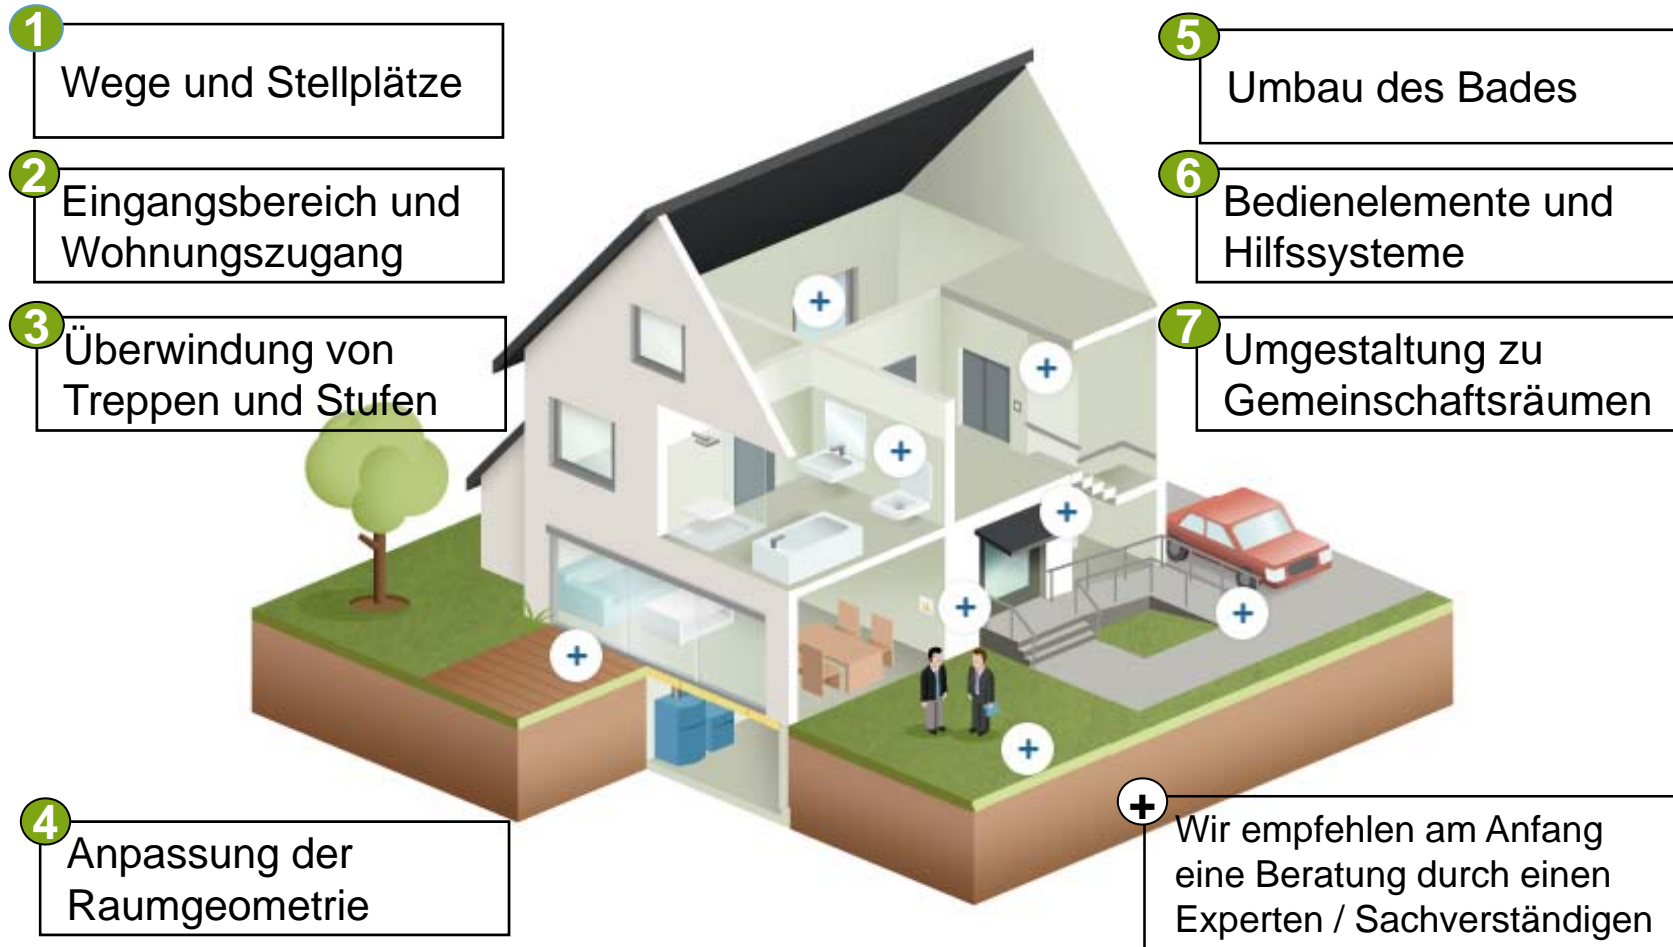 1
Wege und Stellplätze
2
Eingangsbereich und
Wohnungszugang
3
Überwindung von
Treppen und Stufen
4
Anpassung der
Raumgeometrie
5
Umbau des Bades
6
Bedienelemente und
Hilfssysteme
7
Umgestaltung zu
Gemeinschaftsräumen
+
Wir empfehlen am Anfang
eine Beratung durch einen
Experten / Sachverständigen